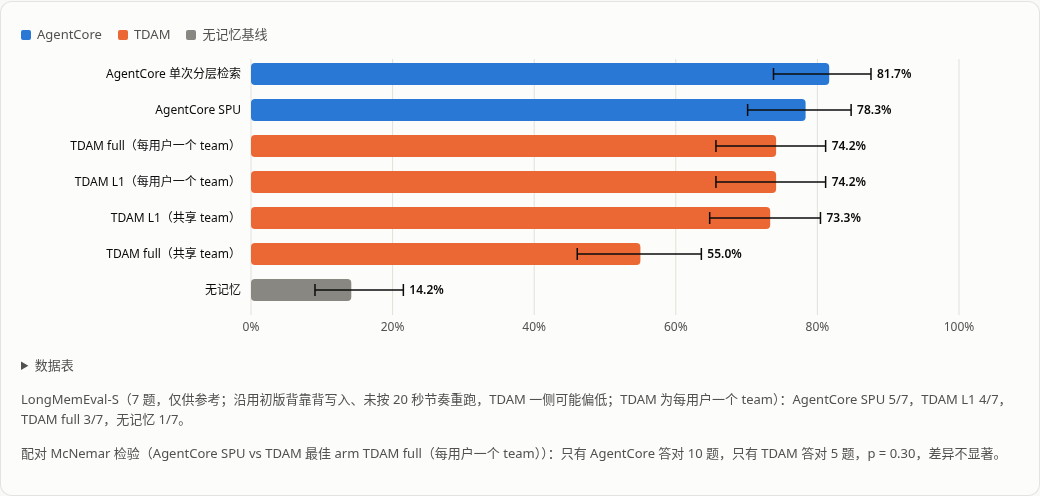 AgentCore TDAM 无记忆基线
AgentCore 单次分层检索 81.7%
AgentCore SPU 78.3%
TDAM full（每用户一个 team） 74.2%
TDAM L1（每用户一个 team） 74.2%
TDAM L1（共享 team） 73.3%
TDAM full（共享 team） 55.0%
无记忆 14.2%
0% 20% 40% 60% 80% 100%
▶ 数据表
LongMemEval-S（7 题，仅供参考；沿用初版背靠背写入、未按 20 秒节奏重跑，TDAM 一侧可能偏低；TDAM 为每用户一个 team）：AgentCore SPU 5/7，TDAM L1 4/7，
TDAM full 3/7，无记忆 1/7。
配对 McNemar 检验（AgentCore SPU vs TDAM 最佳 arm TDAM full（每用户一个 team））：只有 AgentCore 答对 10 题，只有 TDAM 答对 5 题，p = 0.30，差异不显著。